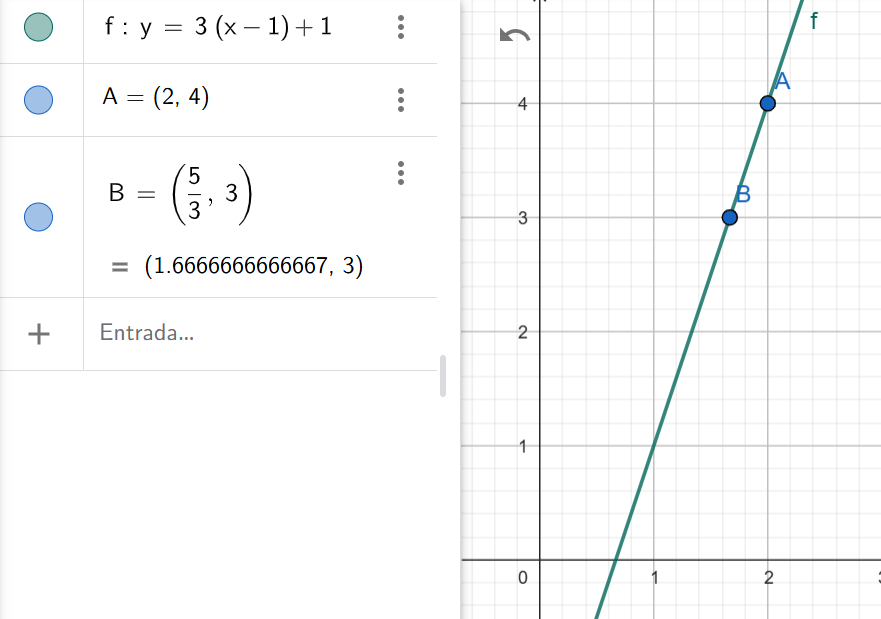 f : y = 3 (x − 1) + 1
A = (2, 4)
B = (5/3, 3)
= (1.6666666666667, 3)
+ Entrada...
f
A
4
B
3
2
1
0 1 2